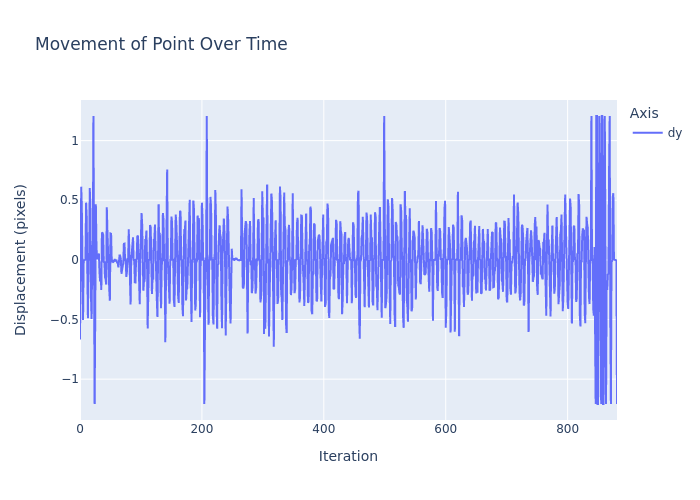 Movement of Point Over Time
Axis
dy
1
0.5
0
−0.5
−1
Displacement (pixels)
0 200 400 600 800
Iteration